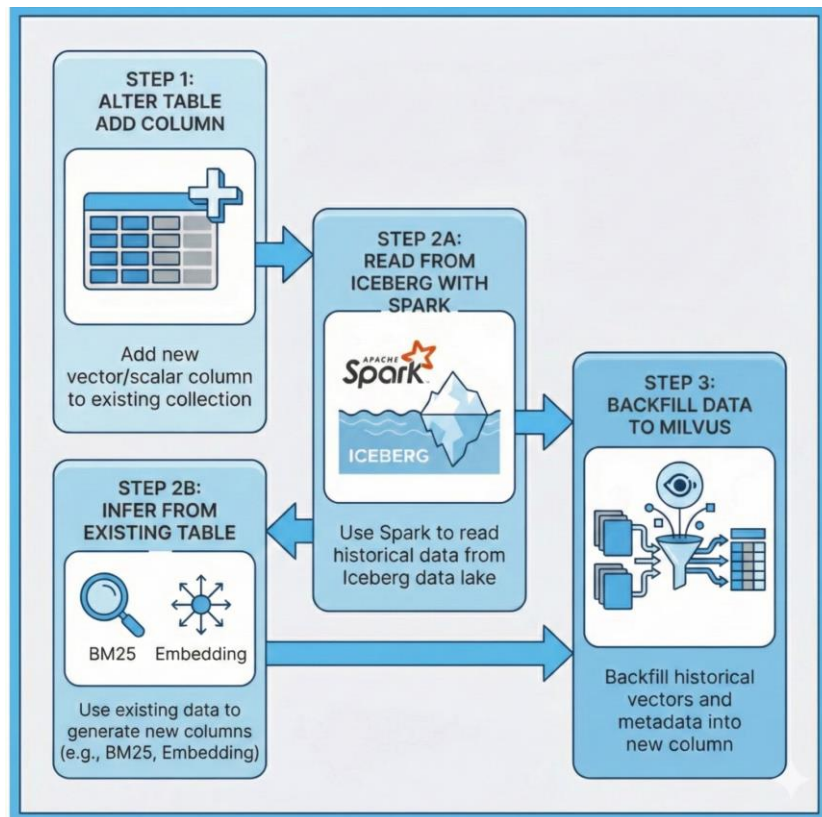 STEP 1:
ALTER TABLE
ADD COLUMN
Add new
vector/scalar column
to existing collection
STEP 2A:
READ FROM
ICEBERG WITH
SPARK
APACHE
Spark
ICEBERG
Use Spark to read
historical data from
Iceberg data lake
STEP 2B:
INFER FROM
EXISTING TABLE
BM25 Embedding
Use existing data to
generate new columns
(e.g., BM25, Embedding)
STEP 3:
BACKFILL DATA
TO MILVUS
Backfill historical
vectors and
metadata into
new column